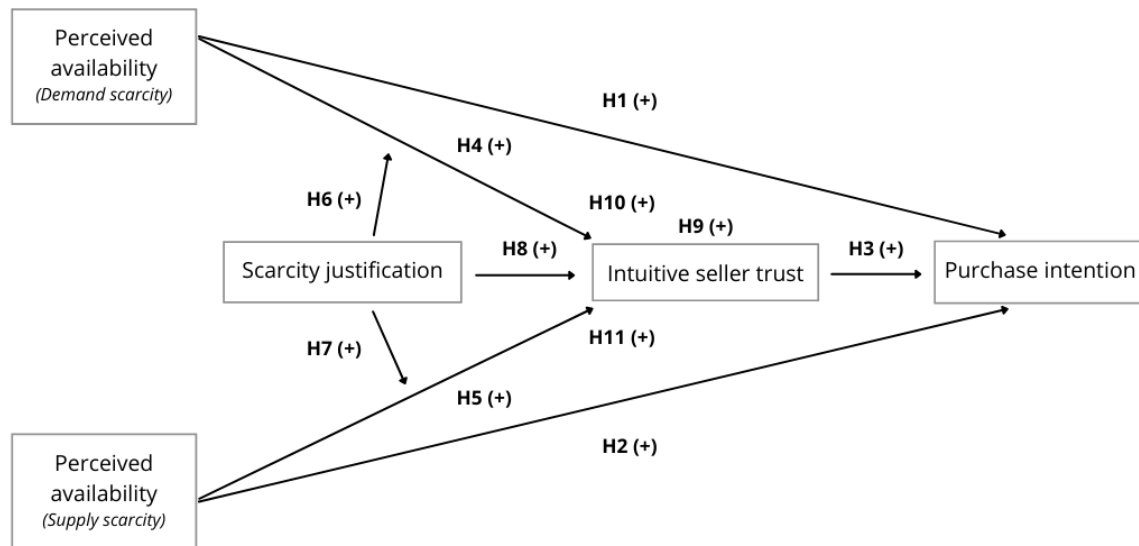 Perceived
availability
(Demand scarcity)
H1 (+)
H4 (+)
H6 (+)
H10 (+)
H9 (+)
Scarcity justification
H8 (+)
Intuitive seller trust
H3 (+)
Purchase intention
H7 (+)
H11 (+)
H5 (+)
H2 (+)
Perceived
availability
(Supply scarcity)